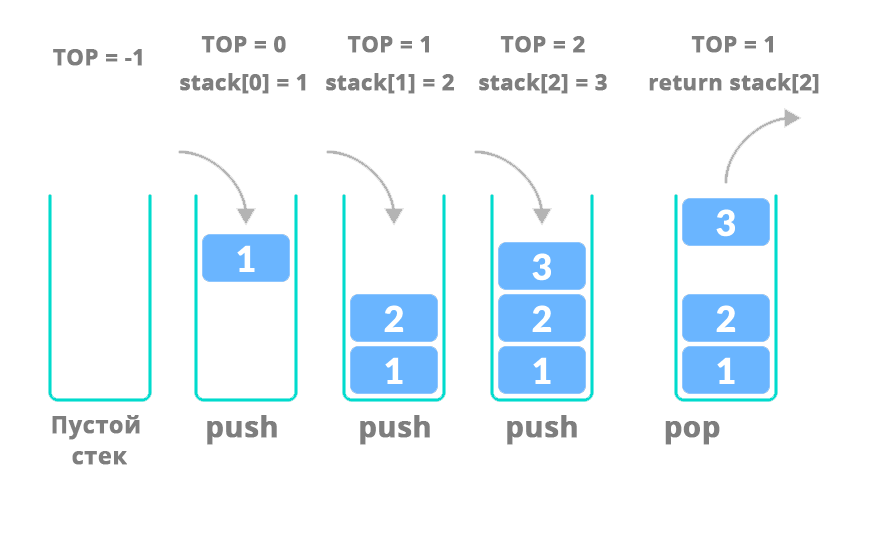 TOP = -1
TOP = 0
stack[0] = 1
TOP = 1
stack[1] = 2
TOP = 2
stack[2] = 3
TOP = 1
return stack[2]
1
2
1
3
2
1
3
2
1
Пустой
стек
push
push
push
pop